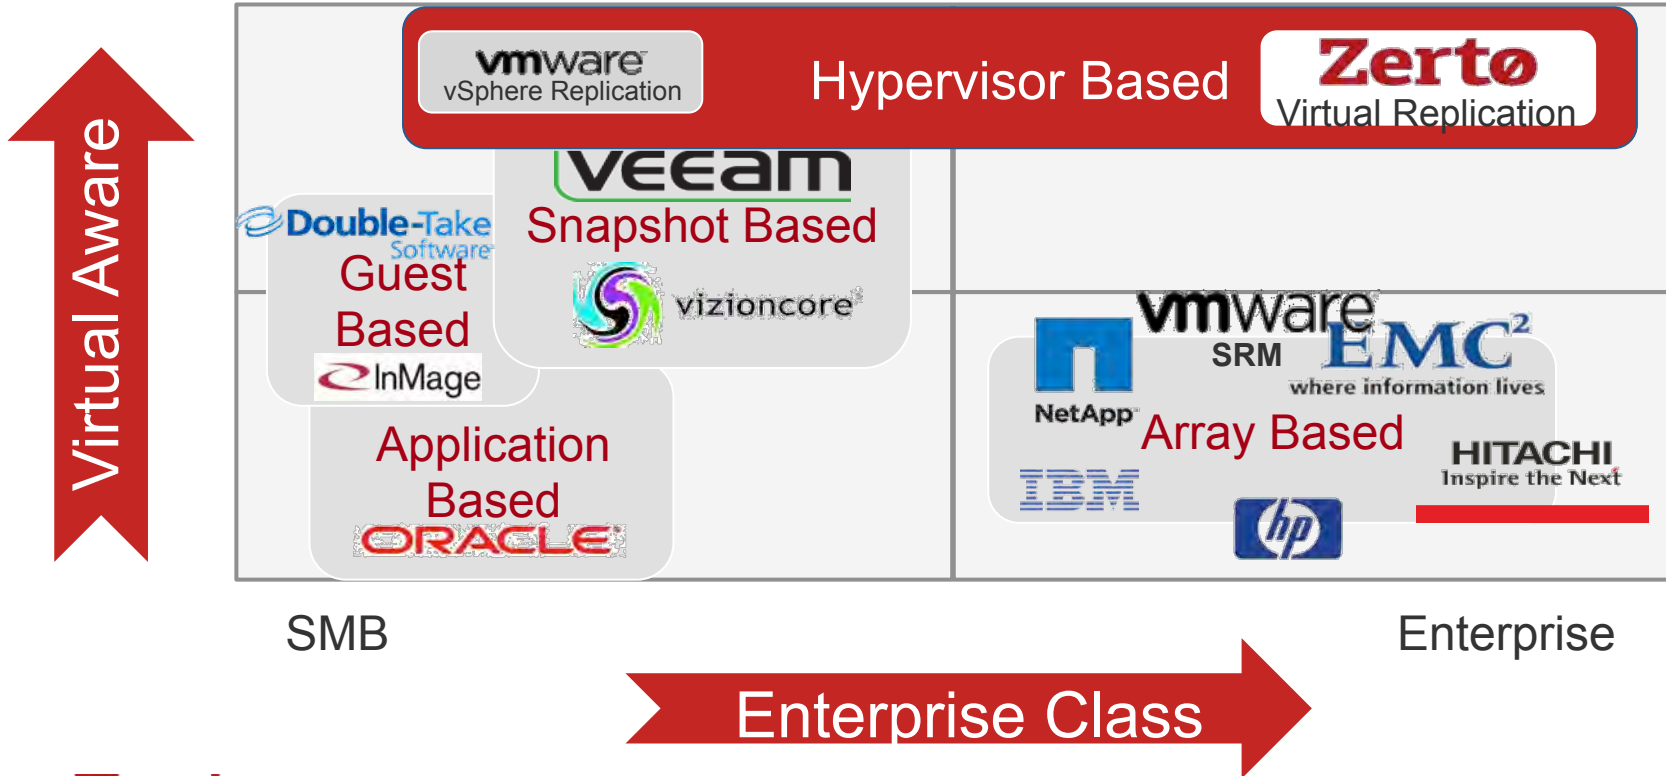 Virtual Aware
vmware
vSphere Replication
Hypervisor Based
Zerto
Virtual Replication
veeam
Snapshot Based
vizioncore
Double-Take
Software
Guest
Based
InMage
Application
Based
ORACLE
vmware
SRM
NetApp
EMC²
where information lives
Array Based
HITACHI
Inspire the Next
IBM
hp
SMB
Enterprise
Enterprise Class